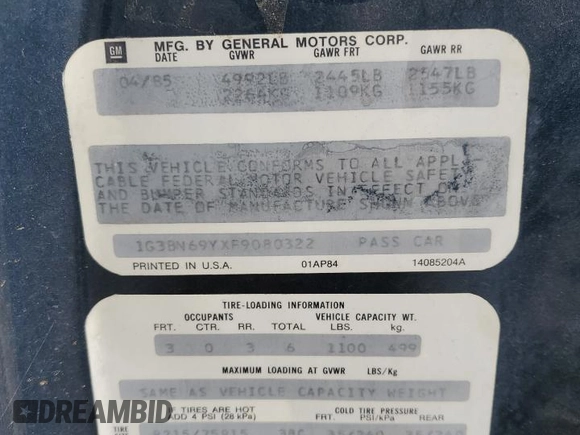 GM
MFG. BY GENERAL MOTORS CORP.
DATE GVWR GAWR FRT GAWR RR
04/85 4992LB 2445LB 2547LB
2264KG 1109KG 1155KG
THIS VEHICLE CONFORMS TO ALL APPLI-
CABLE FEDERAL MOTOR VEHICLE SAFETY
AND BUMPER STANDARDS IN EFFECT ON
THE DATE OF MANUFACTURE SHOWN ABOVE
1G3BN69YXF9080322 PASS CAR
PRINTED IN U.S.A. 01AP84 14085204A
TIRE-LOADING INFORMATION
OCCUPANTS VEHICLE CAPACITY WT.
FRT. CTR. RR. TOTAL LBS. kg.
3 0 3 6 1100 499
MAXIMUM LOADING AT GVWR LBS/Kg
SAME AS VEHICLE CAPACITY WEIGHT
IF TIRES ARE HOT COLD TIRE PRESSURE
ADD 4 PSI (28 kPa) FRT. PSI/kPa REAR
DREAMBID